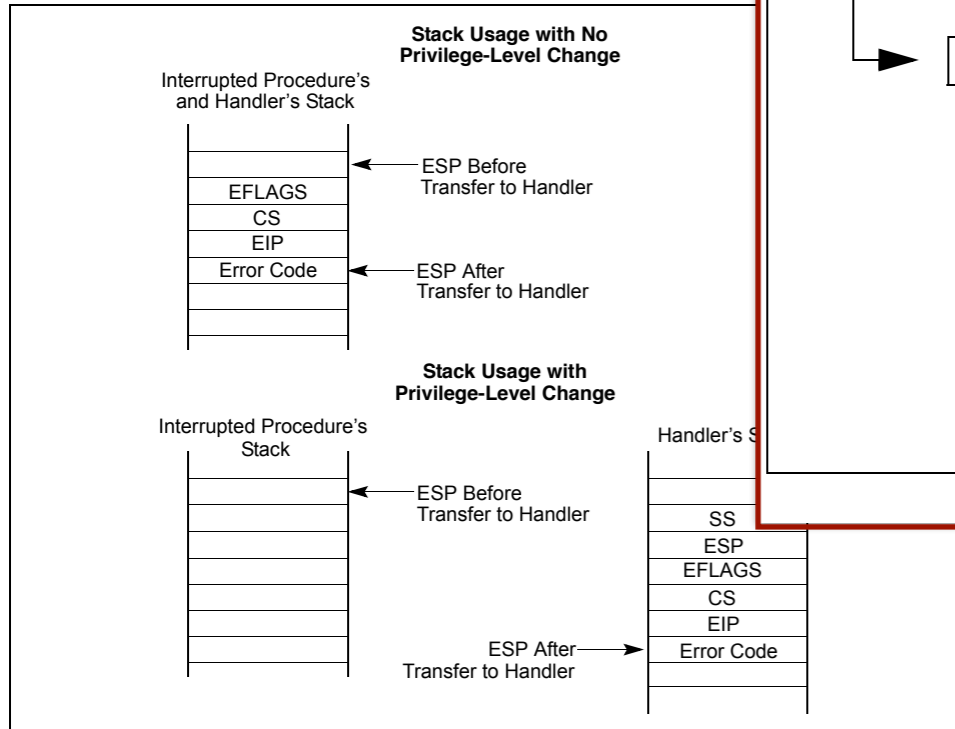 Stack Usage with No
Privilege-Level Change
Interrupted Procedure's
and Handler's Stack
ESP Before
Transfer to Handler
EFLAGS
CS
EIP
Error Code
ESP After
Transfer to Handler
Stack Usage with
Privilege-Level Change
Interrupted Procedure's
Stack
Handler's
ESP Before
Transfer to Handler
SS
ESP
EFLAGS
CS
EIP
ESP After
Transfer to Handler
Error Code